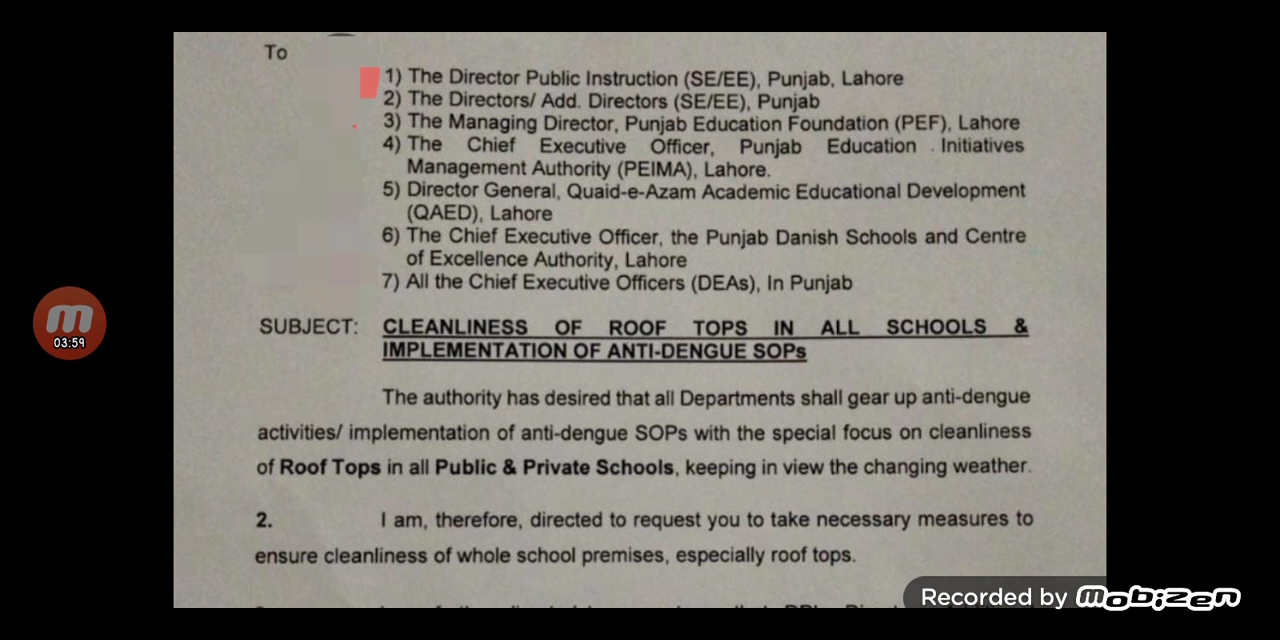 To
1) The Director Public Instruction (SE/EE), Punjab, Lahore
2) The Directors/ Add. Directors (SE/EE), Punjab
3) The Managing Director, Punjab Education Foundation (PEF), Lahore
4) The Chief Executive Officer, Punjab Education Initiatives
Management Authority (PEIMA), Lahore.
5) Director General, Quaid-e-Azam Academic Educational Development
(QAED), Lahore
6) The Chief Executive Officer, the Punjab Danish Schools and Centre
of Excellence Authority, Lahore
7) All the Chief Executive Officers (DEAs), In Punjab
SUBJECT: CLEANLINESS OF ROOF TOPS IN ALL SCHOOLS &
IMPLEMENTATION OF ANTI-DENGUE SOPs
The authority has desired that all Departments shall gear up anti-dengue
activities/ implementation of anti-dengue SOPs with the special focus on cleanliness
of Roof Tops in all Public & Private Schools, keeping in view the changing weather.
2. I am, therefore, directed to request you to take necessary measures to
ensure cleanliness of whole school premises, especially roof tops.
03:59
Recorded by mobizen